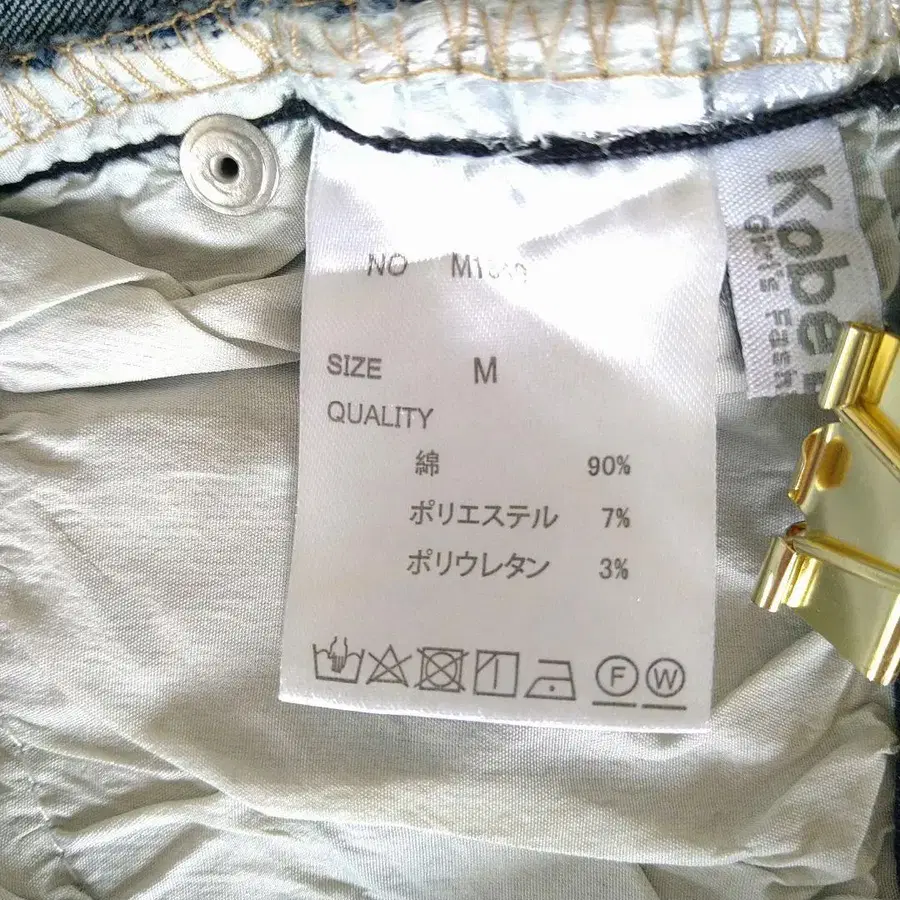 NO
SIZE M
QUALITY
綿 90%
ポリエステル 7%
ポリウレタン 3%
F W
Girls